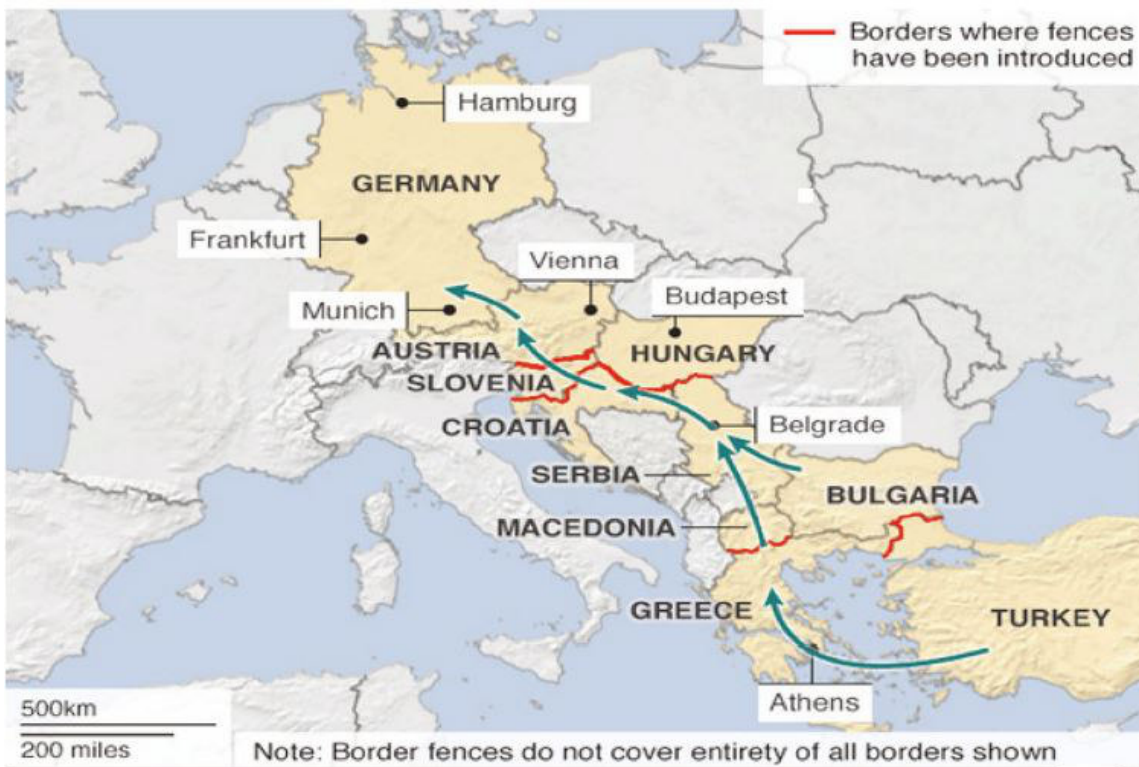 Borders where fences
have been introduced
Hamburg
GERMANY
Frankfurt
Vienna
Budapest
Munich
AUSTRIA
HUNGARY
SLOVENIA
CROATIA
Belgrade
SERBIA
BULGARIA
MACEDONIA
GREECE
TURKEY
Athens
500km
200 miles
Note: Border fences do not cover entirety of all borders shown